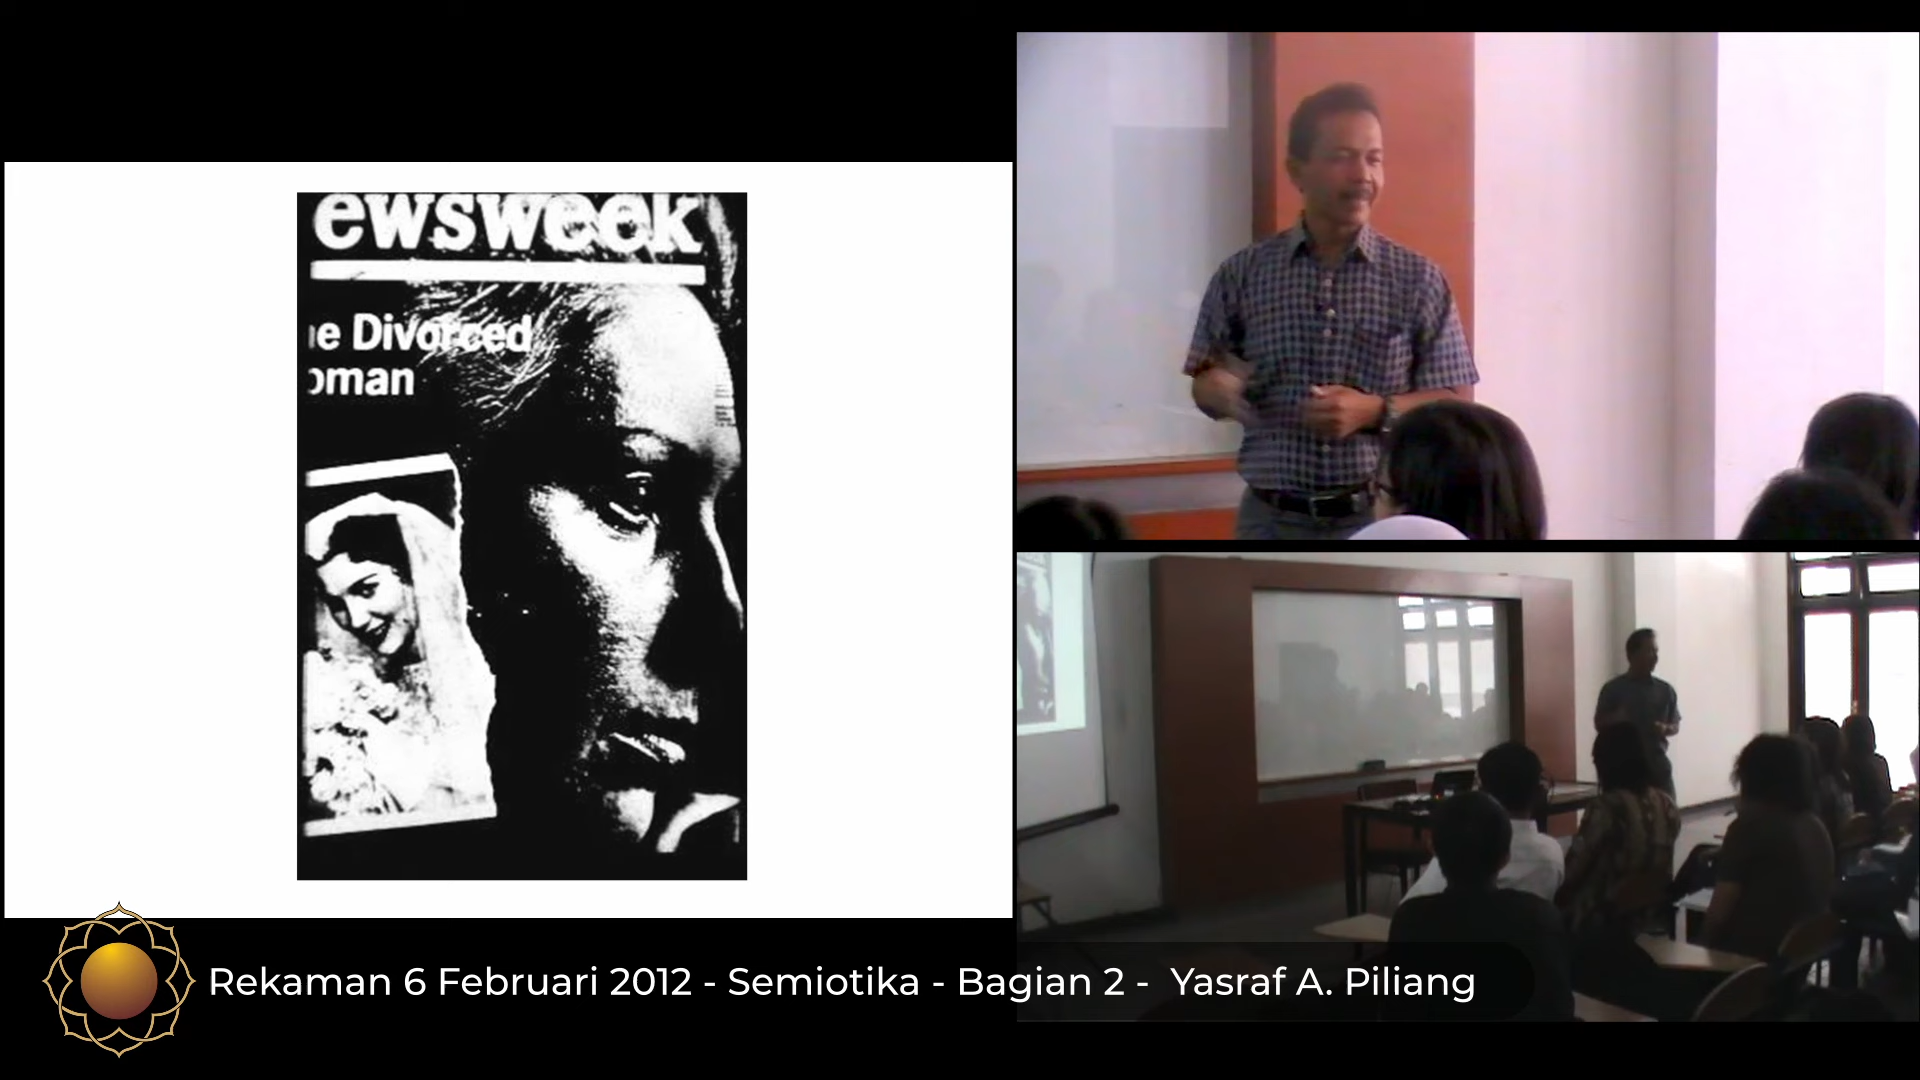 ewsweek
e Divorced
oman
Rekaman 6 Februari 2012 - Semiotika - Bagian 2 - Yasraf A. Piliang